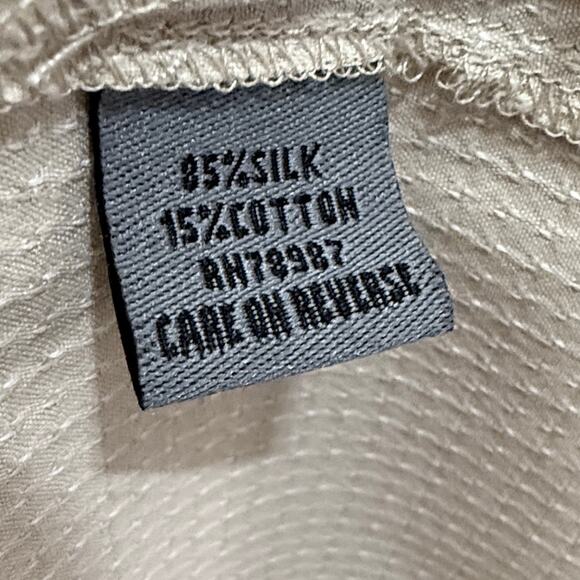 85%SILK
15%COTTON
RN78987
CARE ON REVERSE